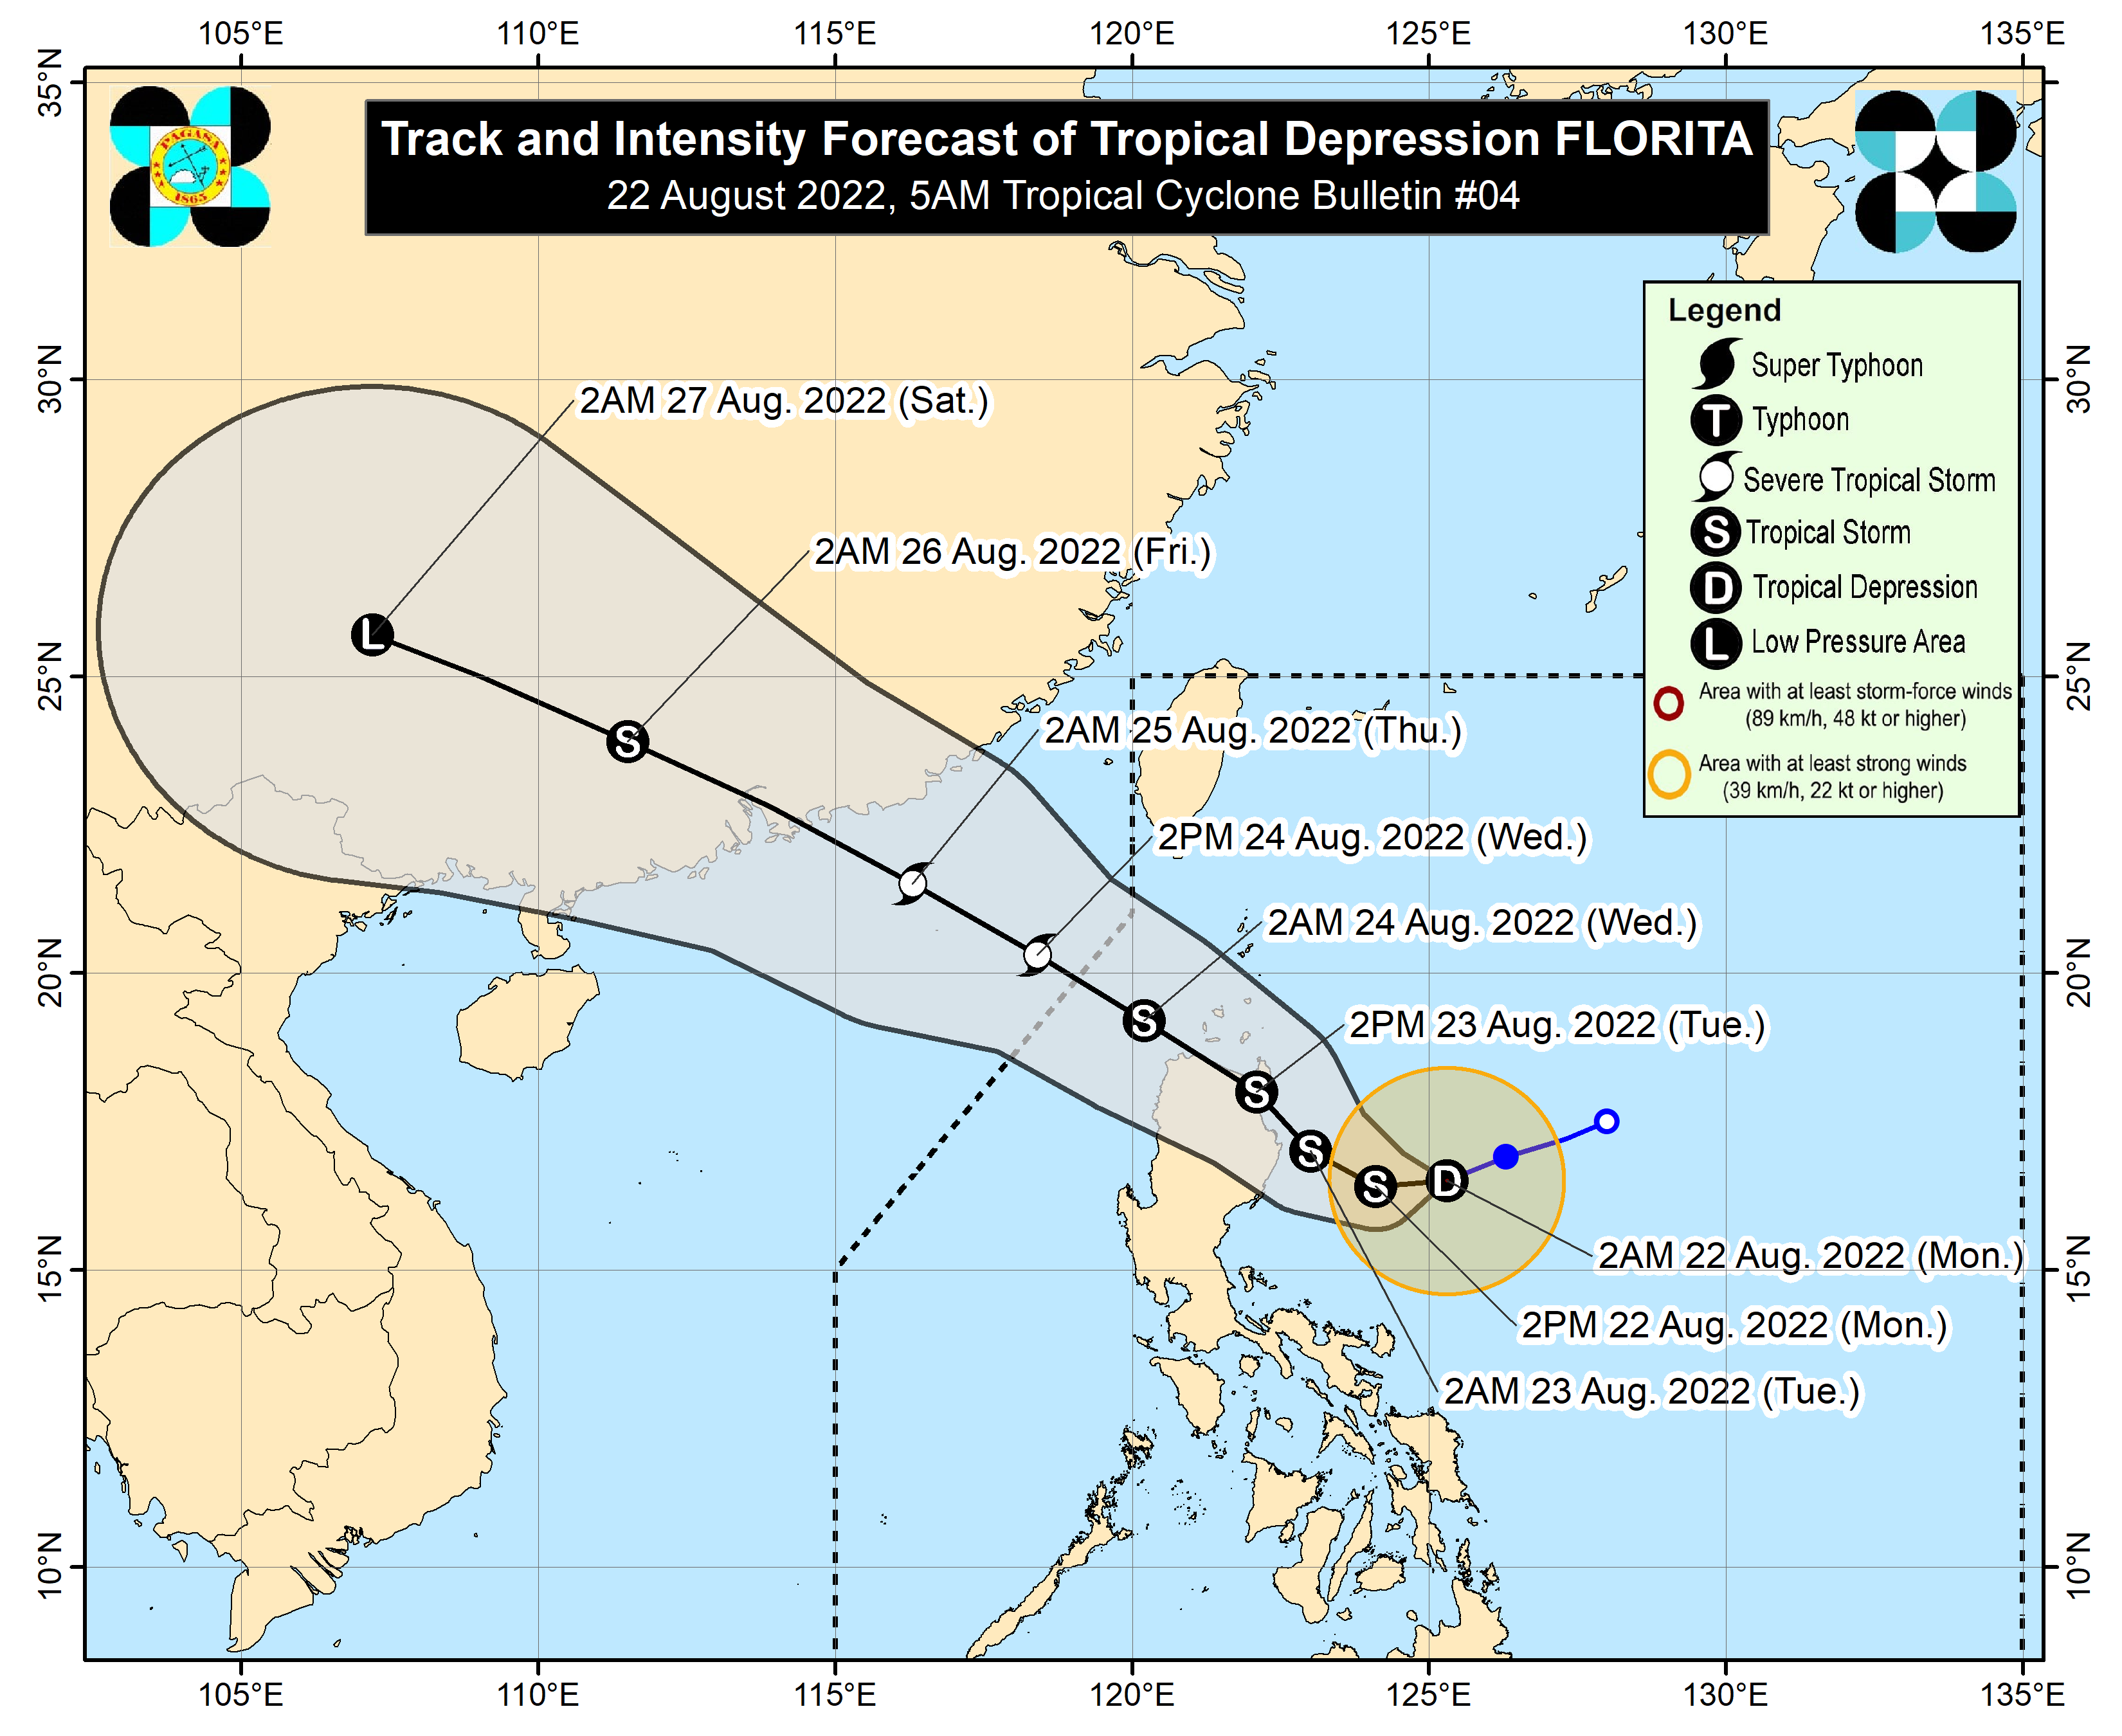 105°E 110°E 115°E 120°E 125°E 130°E 135°E
35°N
PAGASA
1865
Track and Intensity Forecast of Tropical Depression FLORITA
22 August 2022, 5AM Tropical Cyclone Bulletin #04
Legend
Super Typhoon
T Typhoon
Severe Tropical Storm
S Tropical Storm
D Tropical Depression
L Low Pressure Area
Area with at least storm-force winds
(89 km/h, 48 kt or higher)
Area with at least strong winds
(39 km/h, 22 kt or higher)
30°N 30°N
2AM 27 Aug. 2022 (Sat.)
2AM 26 Aug. 2022 (Fri.)
L
25°N 25°N
S
2AM 25 Aug. 2022 (Thu.)
2PM 24 Aug. 2022 (Wed.)
2AM 24 Aug. 2022 (Wed.)
20°N 20°N
S
2PM 23 Aug. 2022 (Tue.)
S
S
S
D
2AM 22 Aug. 2022 (Mon.)
15°N 15°N
2PM 22 Aug. 2022 (Mon.)
2AM 23 Aug. 2022 (Tue.)
10°N 10°N
105°E 110°E 115°E 120°E 125°E 130°E 135°E